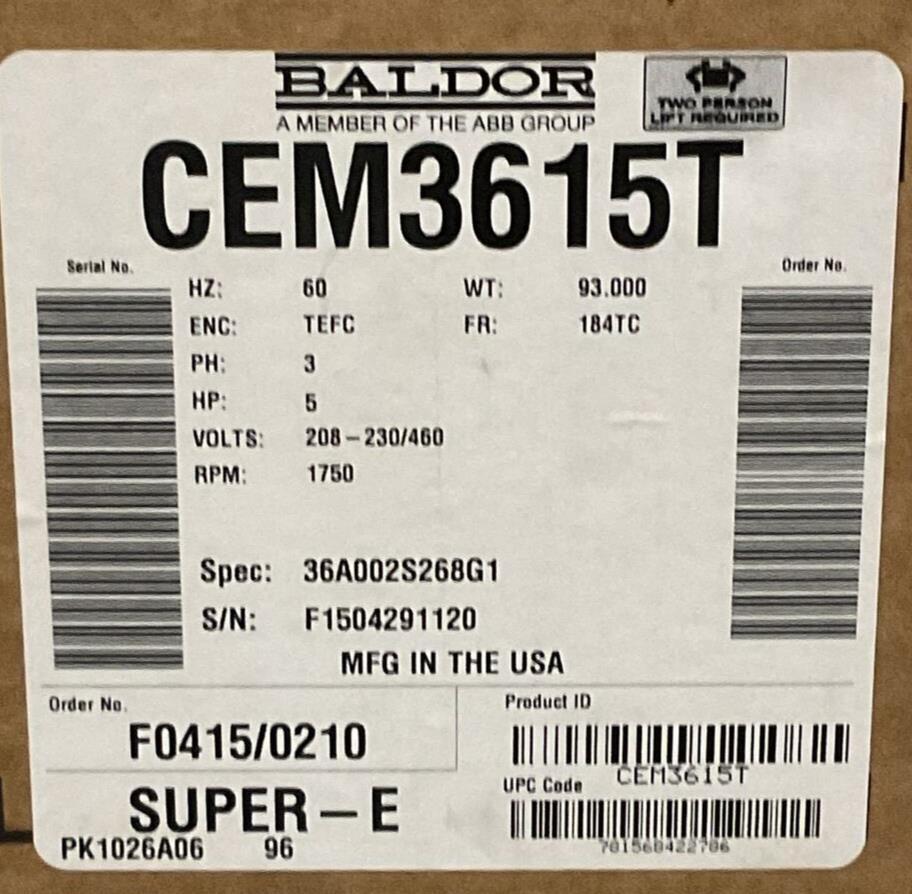 BALDOR
A MEMBER OF THE ABB GROUP
TWO PERSON
LIFT REQUIRED
CEM3615T
Serial No.
Order No.
HZ: 60 WT: 93.000
ENC: TEFC FR: 184TC
PH: 3
HP: 5
VOLTS: 208-230/460
RPM: 1750
Spec: 36A002S268G1
S/N: F1504291120
MFG IN THE USA
Order No.
F0415/0210
Product ID
CEM3615T
SUPER-E
UPC Code
781568422786
PK1026A06 96